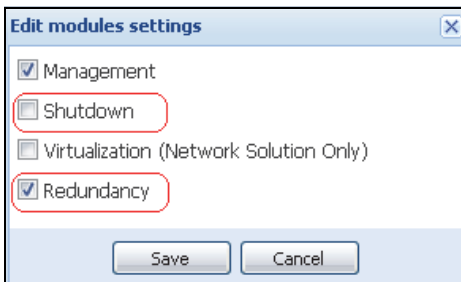 Edit modules settings
Management
Shutdown
Virtualization (Network Solution Only)
Redundancy
Save Cancel